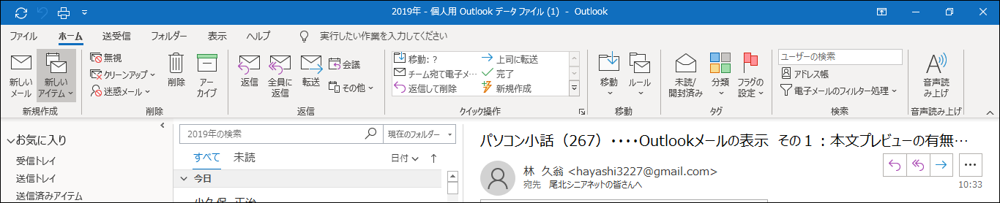 2019年 - 個人用 Outlook データ ファイル (1) - Outlook
ファイル ホーム 送受信 フォルダー 表示 ヘルプ 実行したい作業を入力してください
新しい
メール
新しい
アイテム
新規作成
無視
クリーンアップ
迷惑メール
削除
アー
カイブ
削除
返信
全員に
返信
転送
会議
その他
返信
移動: ?
上司に転送
チーム宛て電子メ...
完了
返信して削除
新規作成
クイック操作
移動
ルール
移動
未読/
開封済み
分類
フラグの
設定
タグ
ユーザーの検索
アドレス帳
電子メールのフィルター処理
検索
音声読
み上げ
音声読み上げ
お気に入り
受信トレイ
送信トレイ
送信済みアイテム
2019年の検索
現在のフォルダー
すべて 未読
日付
今日
パソコン小話（267）・・・・Outlookメールの表示 その１：本文プレビューの有無…
林 久翁 <hayashi3227@gmail.com>
宛先 尾北シニアネットの皆さんへ
10:33